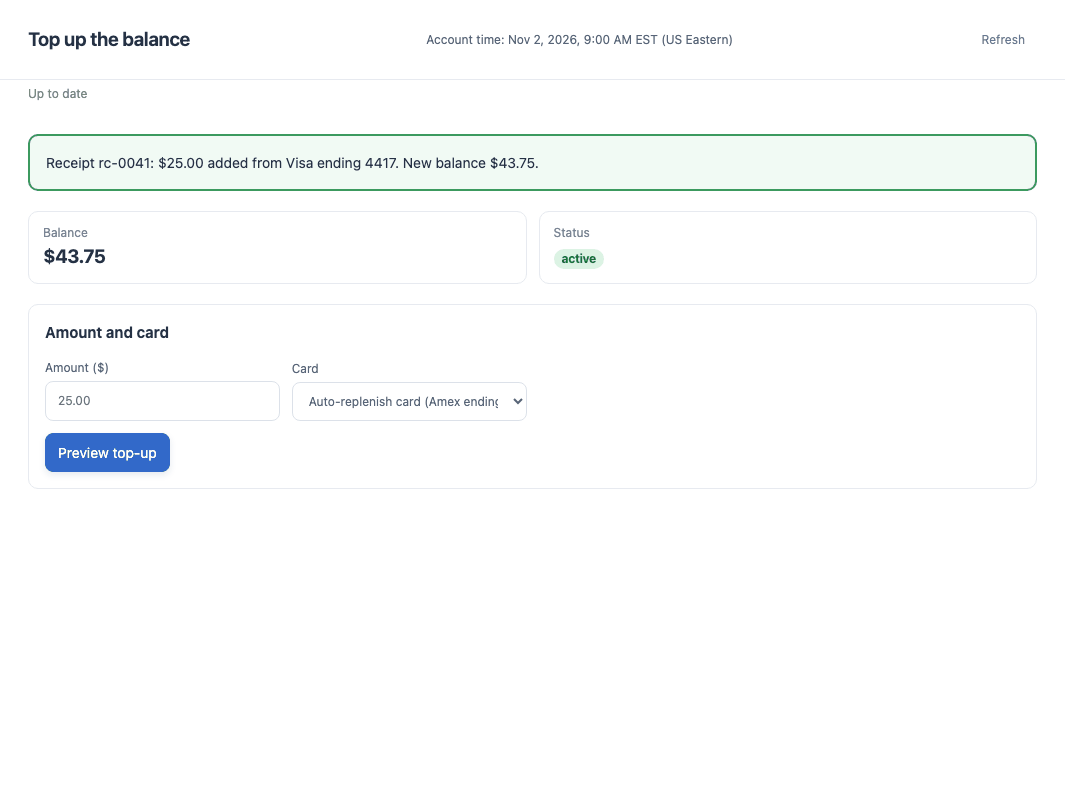 Top up the balance
Account time: Nov 2, 2026, 9:00 AM EST (US Eastern)
Refresh
Up to date
Receipt rc-0041: $25.00 added from Visa ending 4417. New balance $43.75.
Balance
$43.75
Status
active
Amount and card
Amount ($)
25.00
Card
Auto-replenish card (Amex ending
Preview top-up